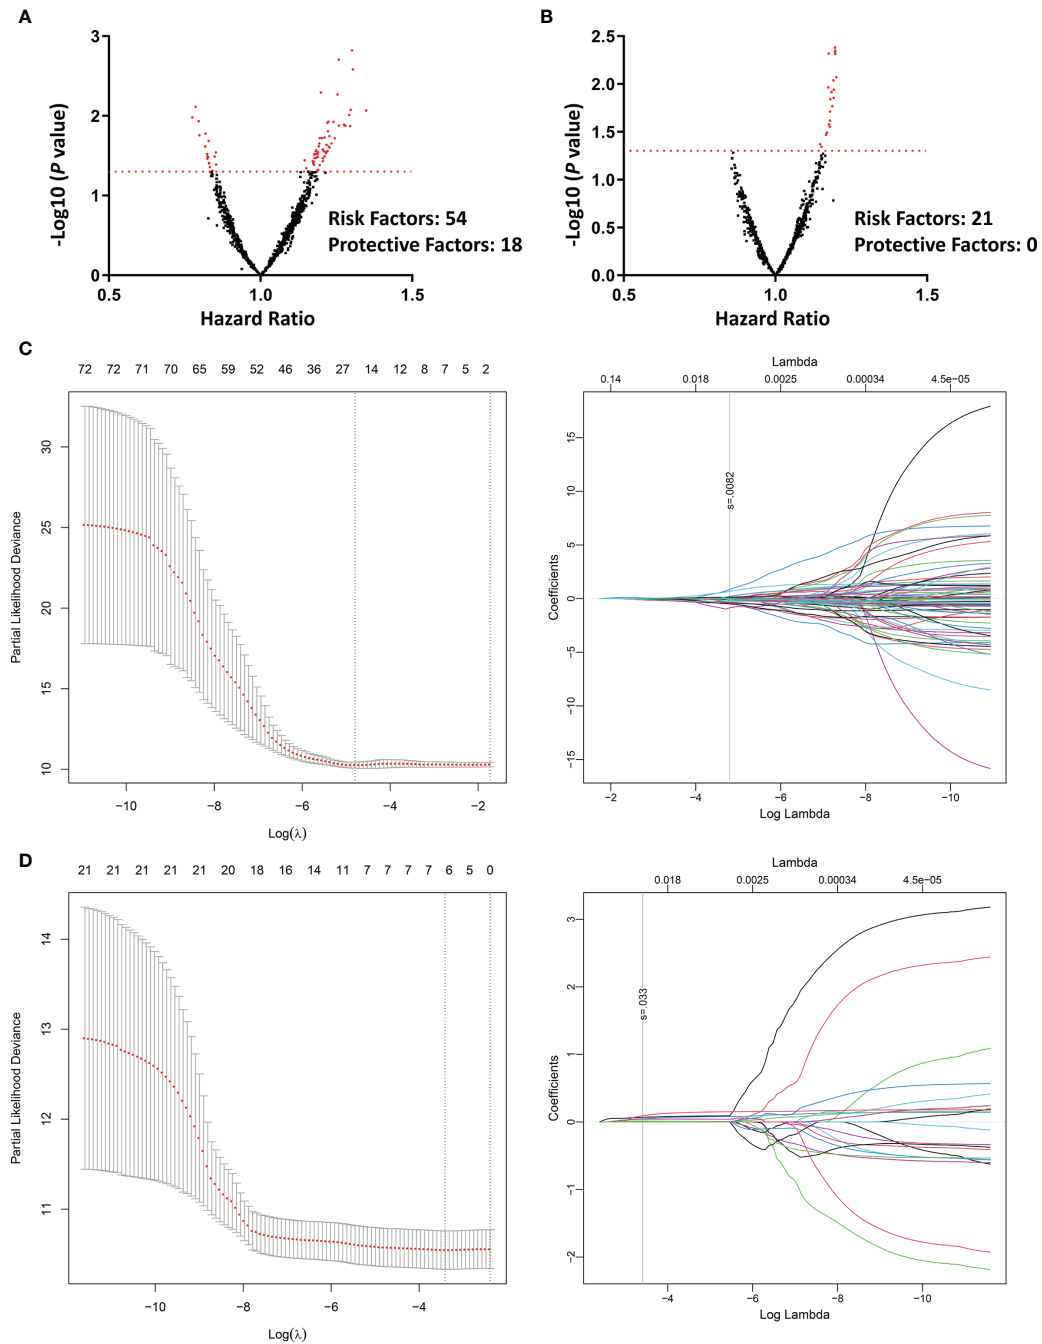 A
3
2
1
0
-Log10 (P value)
Risk Factors: 54
Protective Factors: 18
0.5 1.0 1.5
Hazard Ratio
B
2.5
2.0
1.5
1.0
0.5
0.0
-Log10 (P value)
Risk Factors: 21
Protective Factors: 0
0.5 1.0 1.5
Hazard Ratio
C
72 72 71 70 65 59 52 46 36 27 14 12 8 7 5 2
30
25
20
15
10
Partial Likelihood Deviance
−10 −8 −6 −4 −2
Log(λ)
Lambda
0.14 0.018 0.0025 0.00034 4.5e−05
15
10
5
0
−5
−10
−15
Coefficients
s=.0082
−2 −4 −6 −8 −10
Log Lambda
D
21 21 21 21 21 20 18 16 14 11 7 7 7 7 6 5 0
14
13
12
11
Partial Likelihood Deviance
−10 −8 −6 −4
Log(λ)
Lambda
0.018 0.0025 0.00034 4.5e−05
3
2
1
0
−1
−2
Coefficients
s=.033
−4 −6 −8 −10
Log Lambda